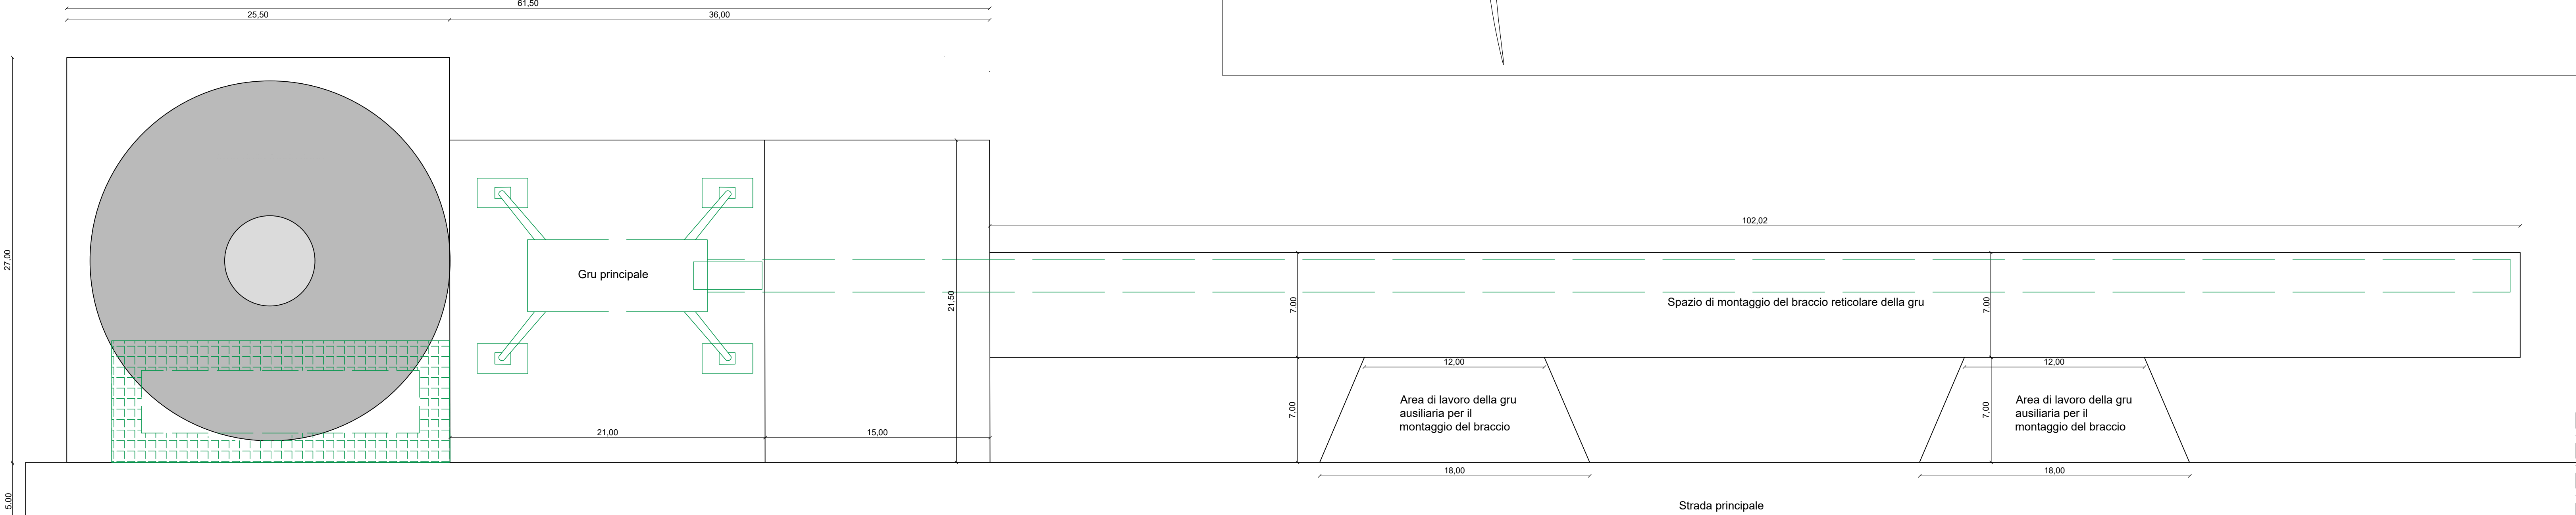 61,50
25,50
36,00
27,00
Gru principale
21,50
102,02
7,00
Spazio di montaggio del braccio reticolare della gru
7,00
12,00
12,00
Area di lavoro della gru
ausiliaria per il
montaggio del braccio
7,00
Area di lavoro della gru
ausiliaria per il
montaggio del braccio
7,00
21,00
15,00
18,00
18,00
5,00
Strada principale